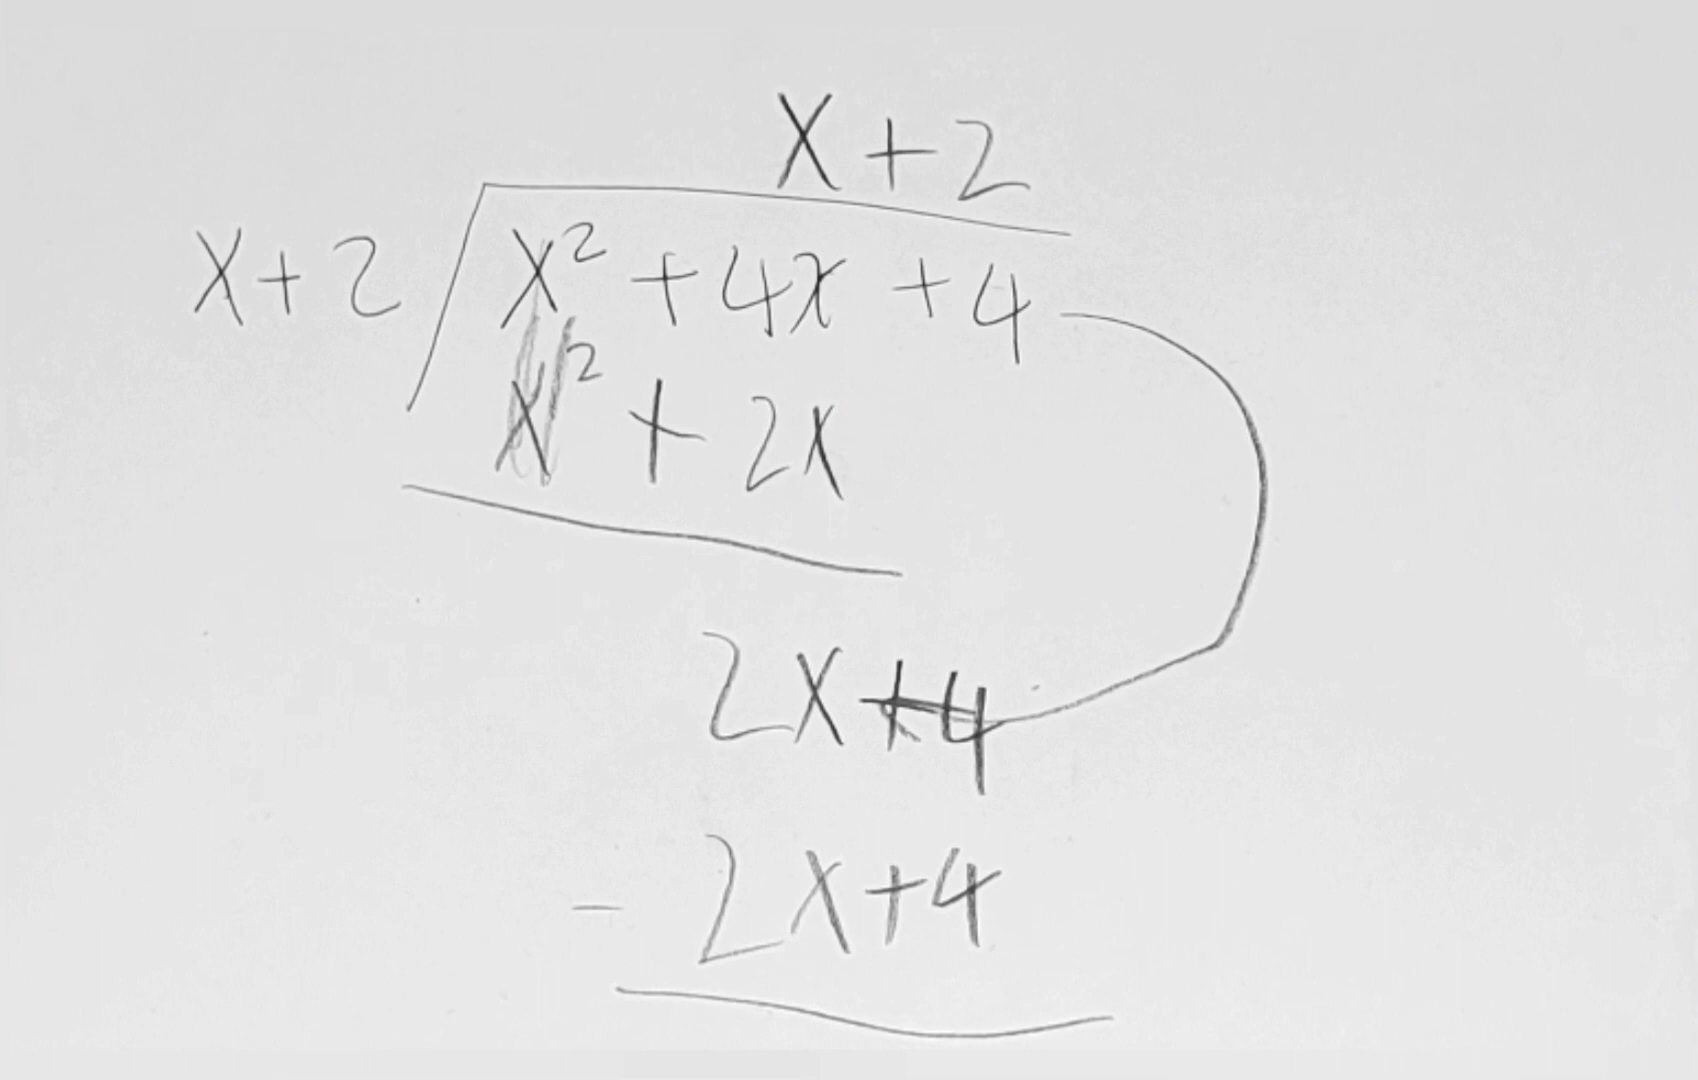 x + 2
x + 2 x² + 4x + 4
x² + 2x
2x + 4
- 2x + 4